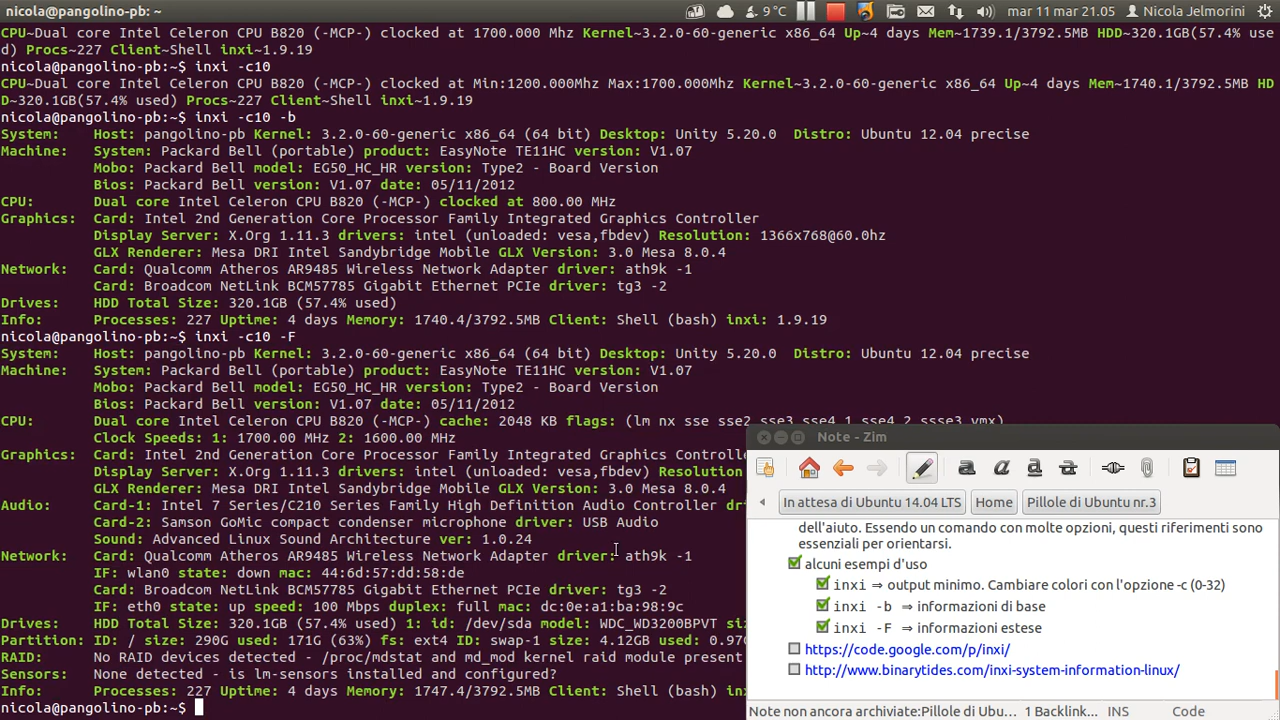 nicola@pangolino-pb: ~
9 °C
mar 11 mar 21.05
Nicola Jelmorini
CPU~Dual core Intel Celeron CPU B820 (-MCP-) clocked at 1700.000 Mhz Kernel~3.2.0-60-generic x86_64 Up~4 days Mem~1739.1/3792.5MB HDD~320.1GB(57.4% use
d) Procs~227 Client~Shell inxi~1.9.19
nicola@pangolino-pb:~$ inxi -c10
CPU~Dual core Intel Celeron CPU B820 (-MCP-) clocked at Min:1200.000Mhz Max:1700.000Mhz Kernel~3.2.0-60-generic x86_64 Up~4 days Mem~1740.1/3792.5MB HD
D~320.1GB(57.4% used) Procs~227 Client~Shell inxi~1.9.19
nicola@pangolino-pb:~$ inxi -c10 -b
System: Host: pangolino-pb Kernel: 3.2.0-60-generic x86_64 (64 bit) Desktop: Unity 5.20.0 Distro: Ubuntu 12.04 precise
Machine: System: Packard Bell (portable) product: EasyNote TE11HC version: V1.07
Mobo: Packard Bell model: EG50_HC_HR version: Type2 - Board Version
Bios: Packard Bell version: V1.07 date: 05/11/2012
CPU: Dual core Intel Celeron CPU B820 (-MCP-) clocked at 800.00 MHz
Graphics: Card: Intel 2nd Generation Core Processor Family Integrated Graphics Controller
Display Server: X.Org 1.11.3 drivers: intel (unloaded: vesa,fbdev) Resolution: 1366x768@60.0hz
GLX Renderer: Mesa DRI Intel Sandybridge Mobile GLX Version: 3.0 Mesa 8.0.4
Network: Card: Qualcomm Atheros AR9485 Wireless Network Adapter driver: ath9k -1
Card: Broadcom NetLink BCM57785 Gigabit Ethernet PCIe driver: tg3 -2
Drives: HDD Total Size: 320.1GB (57.4% used)
Info: Processes: 227 Uptime: 4 days Memory: 1740.4/3792.5MB Client: Shell (bash) inxi: 1.9.19
nicola@pangolino-pb:~$ inxi -c10 -F
System: Host: pangolino-pb Kernel: 3.2.0-60-generic x86_64 (64 bit) Desktop: Unity 5.20.0 Distro: Ubuntu 12.04 precise
Machine: System: Packard Bell (portable) product: EasyNote TE11HC version: V1.07
Mobo: Packard Bell model: EG50_HC_HR version: Type2 - Board Version
Bios: Packard Bell version: V1.07 date: 05/11/2012
CPU: Dual core Intel Celeron CPU B820 (-MCP-) cache: 2048 KB flags: (lm nx sse sse2 sse3 sse4_1 sse4_2 ssse3 vmx)
Clock Speeds: 1: 1700.00 MHz 2: 1600.00 MHz
Graphics: Card: Intel 2nd Generation Core Processor Family Integrated Graphics Controlle
Display Server: X.Org 1.11.3 drivers: intel (unloaded: vesa,fbdev) Resolution
GLX Renderer: Mesa DRI Intel Sandybridge Mobile GLX Version: 3.0 Mesa 8.0.4
Audio: Card-1: Intel 7 Series/C210 Series Family High Definition Audio Controller
Card-2: Samson GoMic compact condenser microphone driver: USB Audio
Sound: Advanced Linux Sound Architecture ver: 1.0.24
Network: Card: Qualcomm Atheros AR9485 Wireless Network Adapter driver: ath9k -1
IF: wlan0 state: down mac: 44:6d:57:dd:58:de
Card: Broadcom NetLink BCM57785 Gigabit Ethernet PCIe driver: tg3 -2
IF: eth0 state: up speed: 100 Mbps duplex: full mac: dc:0e:a1:ba:98:9c
Drives: HDD Total Size: 320.1GB (57.4% used) 1: id: /dev/sda model: WDC_WD3200BPVT
Partition: ID: / size: 290G used: 171G (63%) fs: ext4 ID: swap-1 size: 4.12GB used:
RAID: No RAID devices detected - /proc/mdstat and md_mod kernel raid module present
Sensors: None detected - is lm-sensors installed and configured?
Info: Processes: 227 Uptime: 4 days Memory: 1747.4/3792.5MB Client: Shell (bash)
nicola@pangolino-pb:~$
Note - Zim
In attesa di Ubuntu 14.04 LTS Home Pillole di Ubuntu nr.3
dell'aiuto. Essendo un comando con molte opzioni, questi riferimenti sono
essenziali per orientarsi.
alcuni esempi d'uso
inxi ⇒ output minimo. Cambiare colori con l'opzione -c (0-32)
inxi -b ⇒ informazioni di base
inxi -F ⇒ informazioni estese
https://code.google.com/p/inxi/
http://www.binarytides.com/inxi-system-information-linux/
Note non ancora archiviate:Pillole di Ubu... 1 Backlink... INS Code